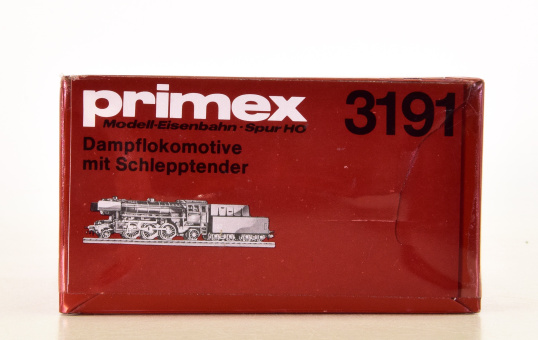 primex 3191
Modell-Eisenbahn · Spur HO
Dampflokomotive
mit Schlepptender